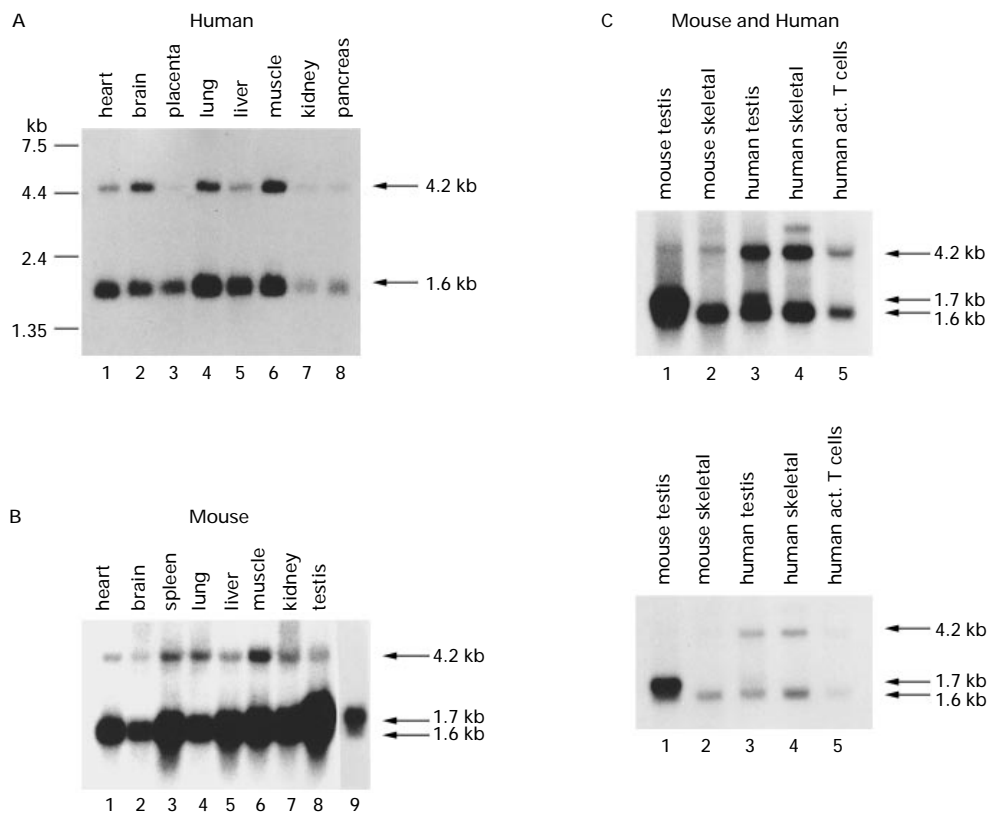 A
Human
heart
brain
placenta
lung
liver
muscle
kidney
pancreas
kb
7.5
4.4
2.4
1.35
4.2 kb
1.6 kb
1 2 3 4 5 6 7 8
B
Mouse
heart
brain
spleen
lung
liver
muscle
kidney
testis
4.2 kb
1.7 kb
1.6 kb
1 2 3 4 5 6 7 8 9
C
Mouse and Human
mouse testis
mouse skeletal
human testis
human skeletal
human act. T cells
4.2 kb
1.7 kb
1.6 kb
1 2 3 4 5
mouse testis
mouse skeletal
human testis
human skeletal
human act. T cells
4.2 kb
1.7 kb
1.6 kb
1 2 3 4 5